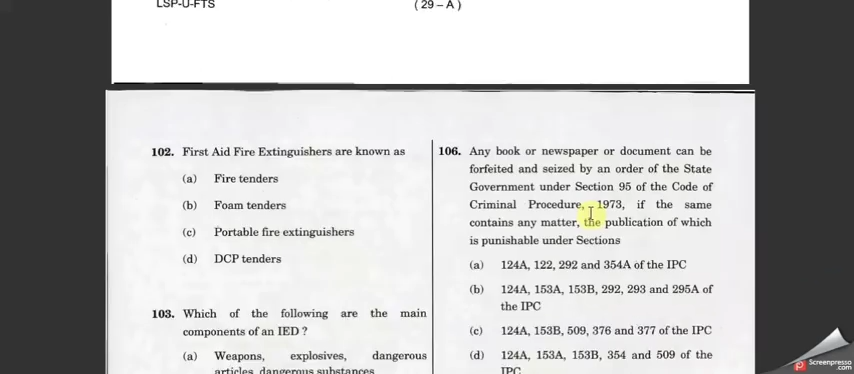 LSP-U-FTS
( 29 – A )
102. First Aid Fire Extinguishers are known as
(a) Fire tenders
(b) Foam tenders
(c) Portable fire extinguishers
(d) DCP tenders
103. Which of the following are the main
components of an IED ?
(a) Weapons, explosives, dangerous
articles, dangerous substances
106. Any book or newspaper or document can be
forfeited and seized by an order of the State
Government under Section 95 of the Code of
Criminal Procedure, 1973, if the same
contains any matter, the publication of which
is punishable under Sections
(a) 124A, 122, 292 and 354A of the IPC
(b) 124A, 153A, 153B, 292, 293 and 295A of
the IPC
(c) 124A, 153B, 509, 376 and 377 of the IPC
(d) 124A, 153A, 153B, 354 and 509 of the
IPC
Screenpresso
.com